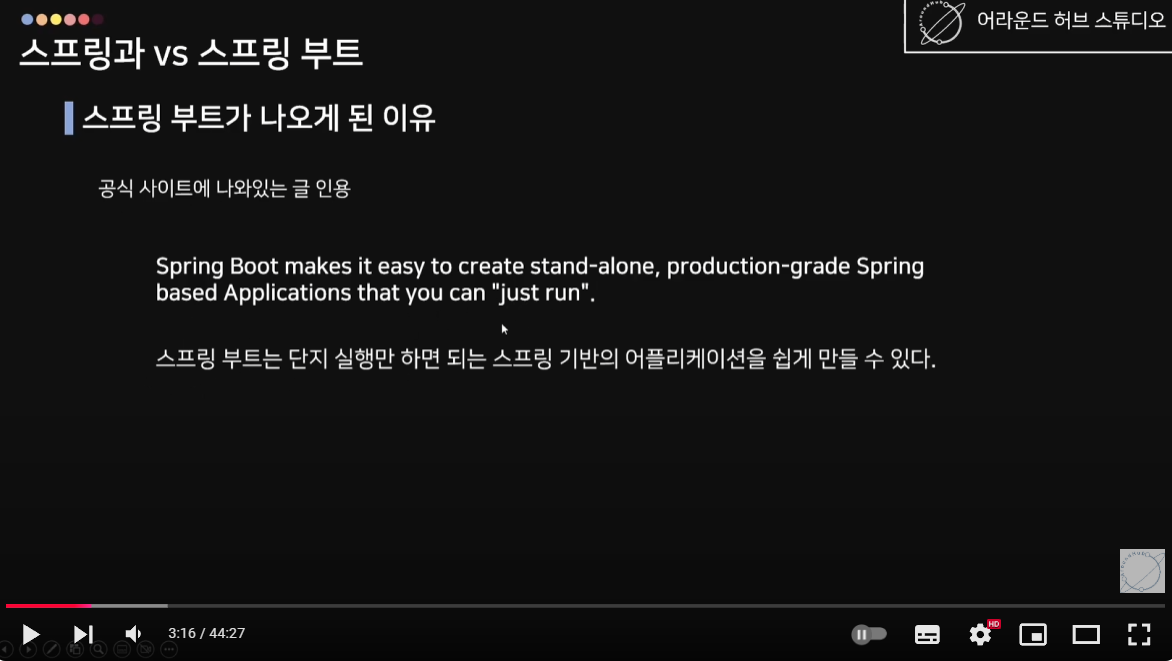 어라운드 허브 스튜디오
스프링과 vs 스프링 부트
스프링 부트가 나오게 된 이유
공식 사이트에 나와있는 글 인용
Spring Boot makes it easy to create stand-alone, production-grade Spring
based Applications that you can "just run".
스프링 부트는 단지 실행만 하면 되는 스프링 기반의 어플리케이션을 쉽게 만들 수 있다.
3:16 / 44:27
HD